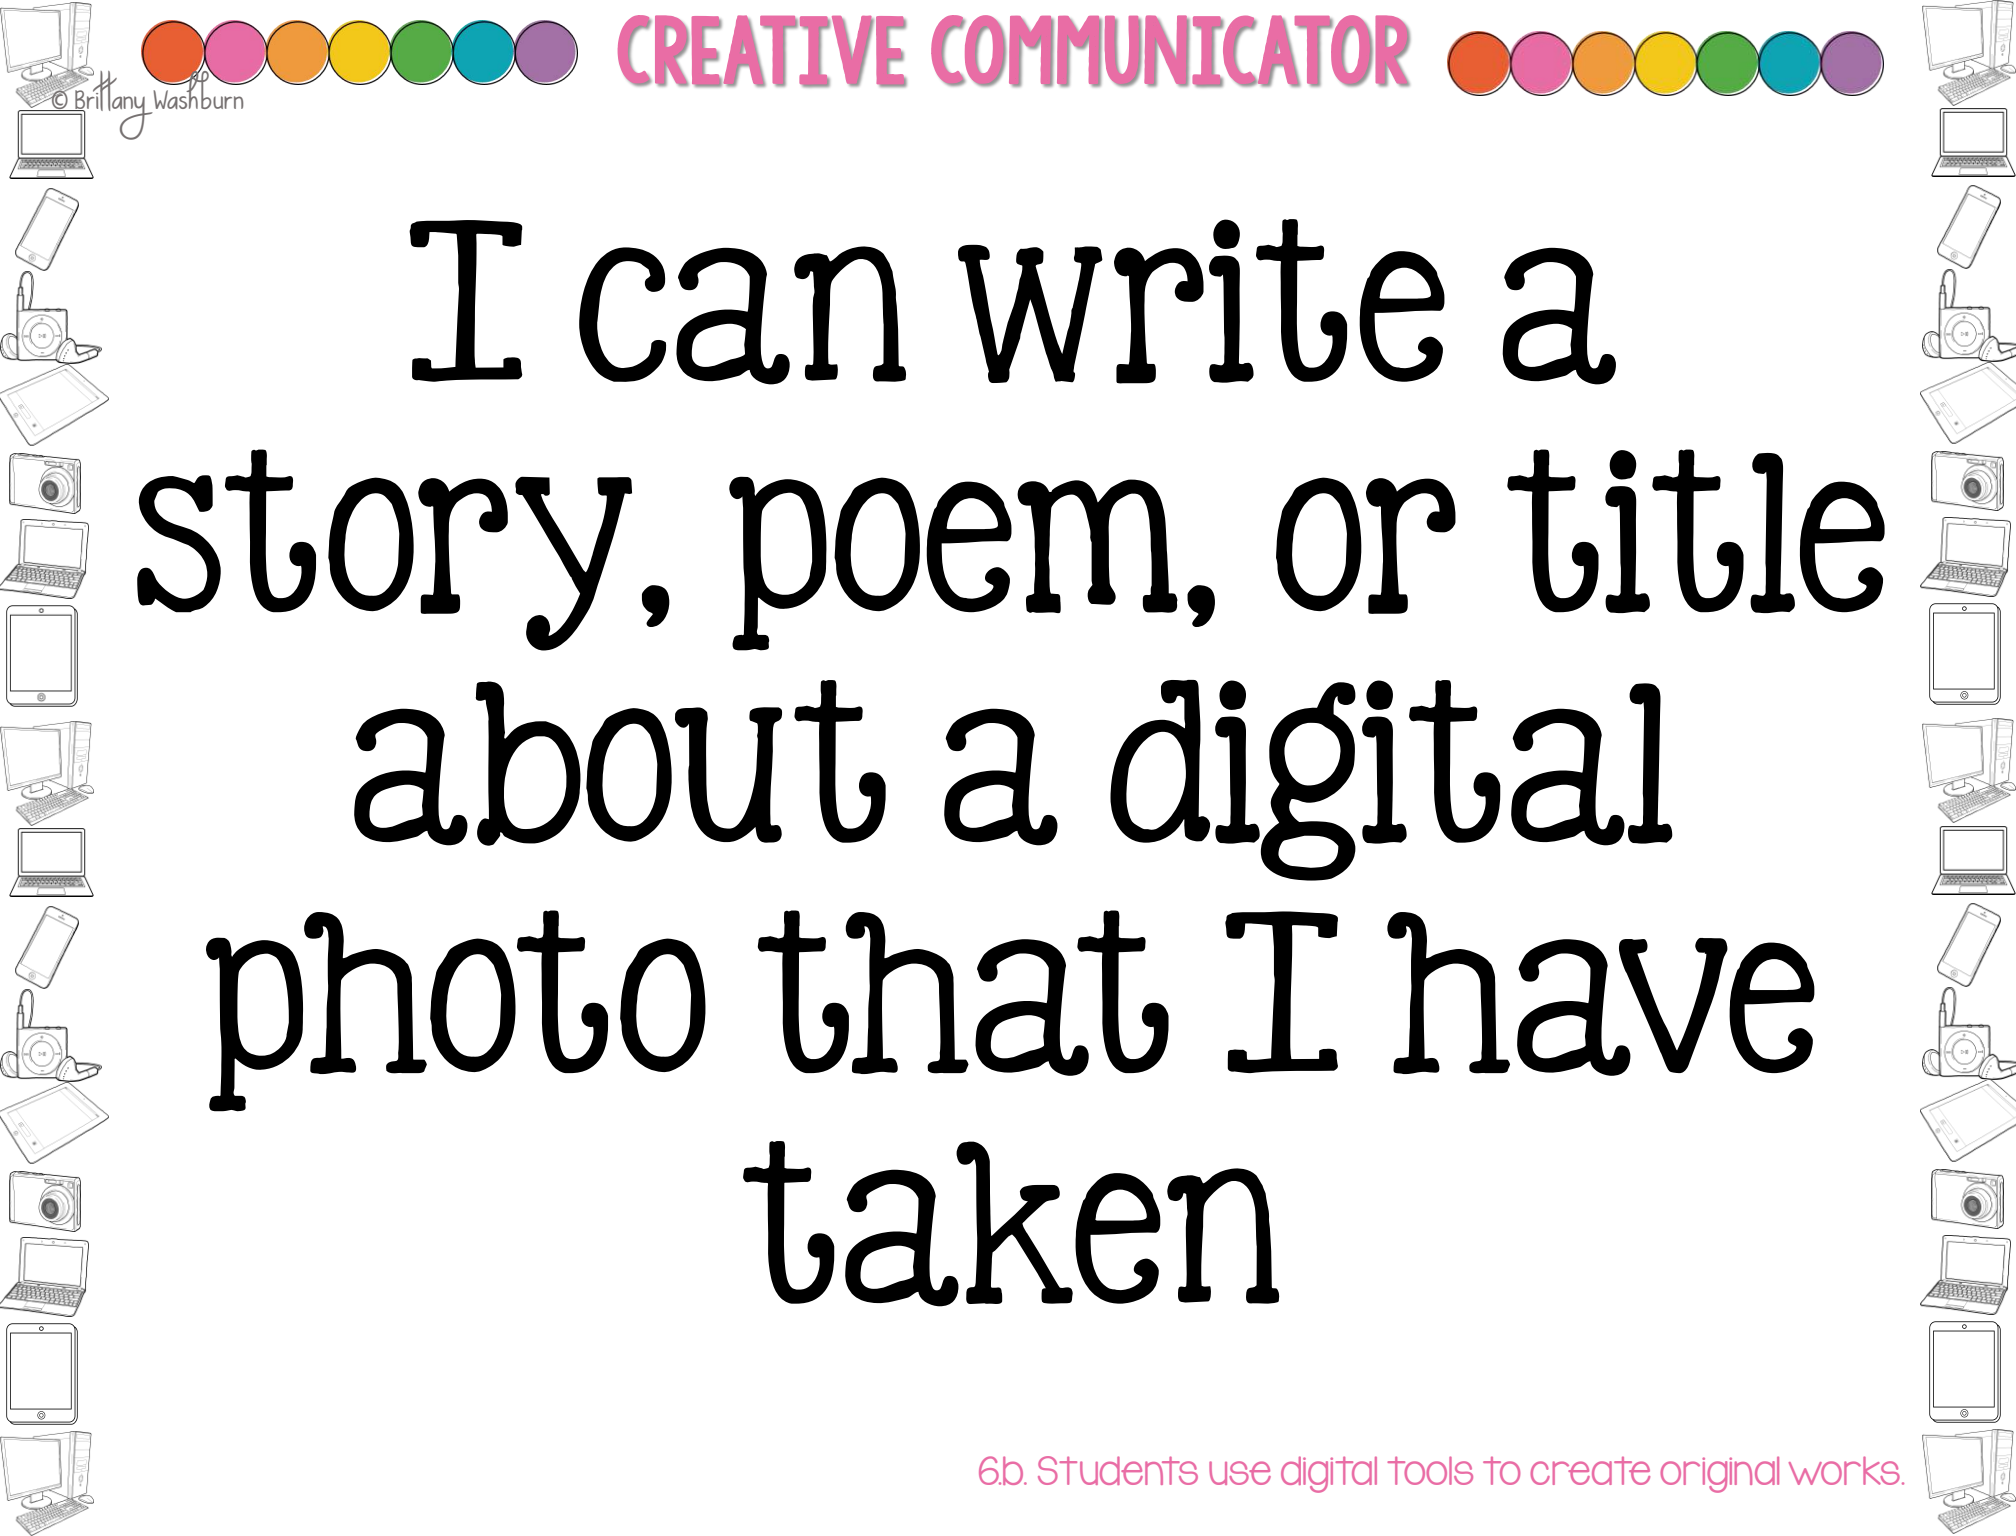 CREATIVE COMMUNICATOR
© Brittany Washburn
I can write a
story, poem, or title
about a digital
photo that I have
taken
6.b. Students use digital tools to create original works.